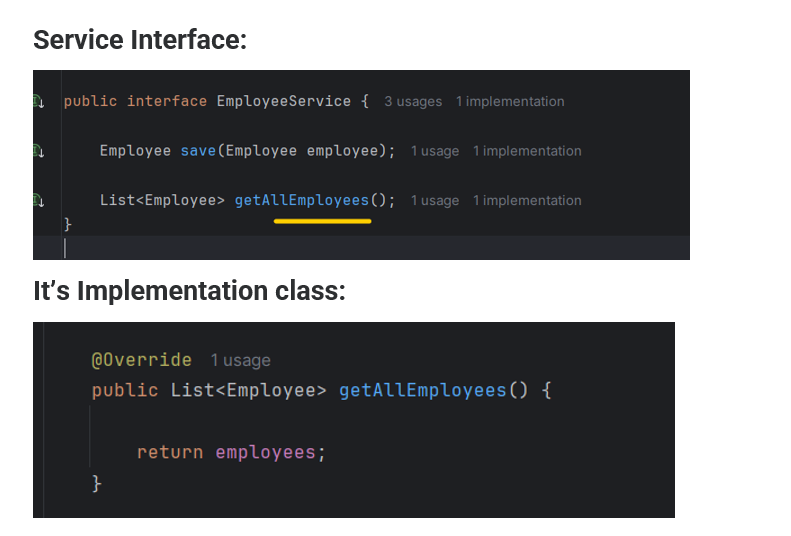 Service Interface:
public interface EmployeeService { 3 usages 1 implementation
Employee save(Employee employee); 1 usage 1 implementation
List<Employee> getAllEmployees(); 1 usage 1 implementation
}
It’s Implementation class:
@Override 1 usage
public List<Employee> getAllEmployees() {
return employees;
}